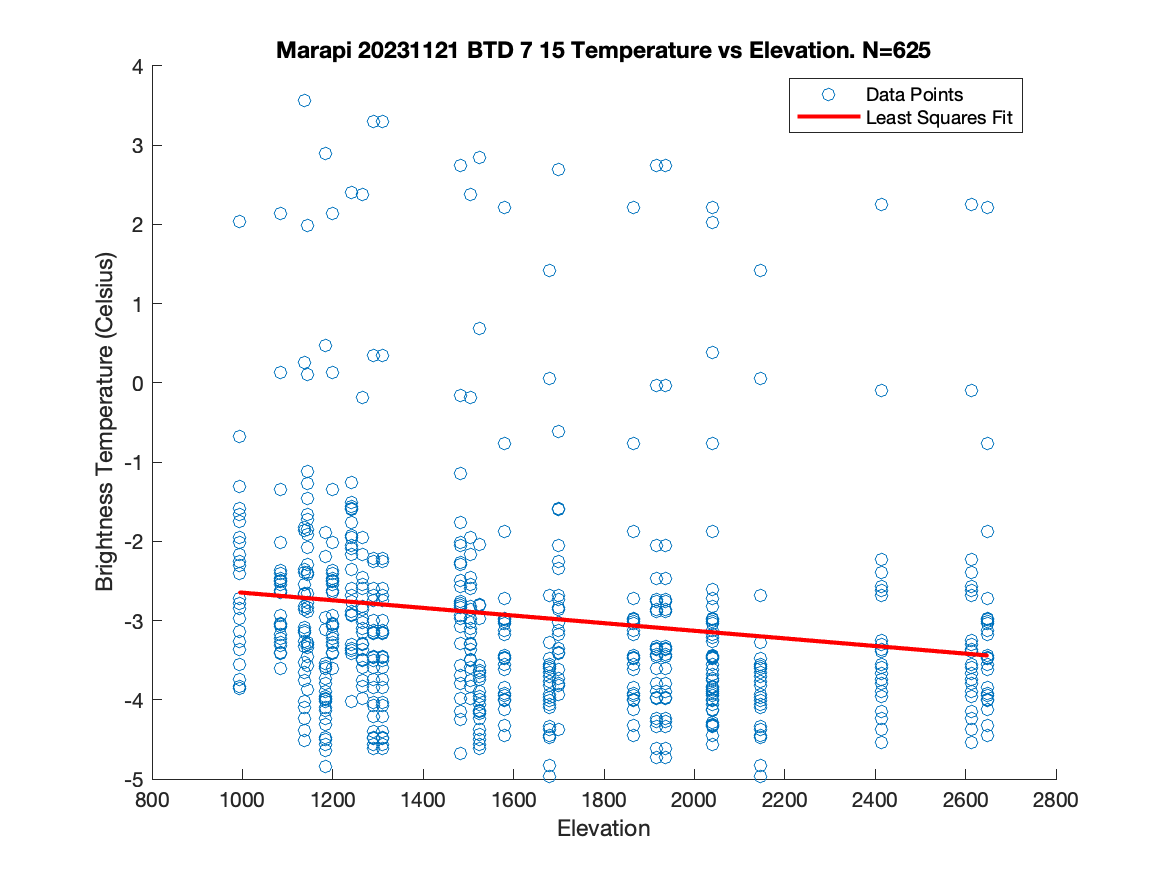 Marapi 20231121 BTD 7 15 Temperature vs Elevation. N=625
Data Points
Least Squares Fit
Brightness Temperature (Celsius)
4
3
2
1
0
-1
-2
-3
-4
-5
800 1000 1200 1400 1600 1800 2000 2200 2400 2600 2800
Elevation